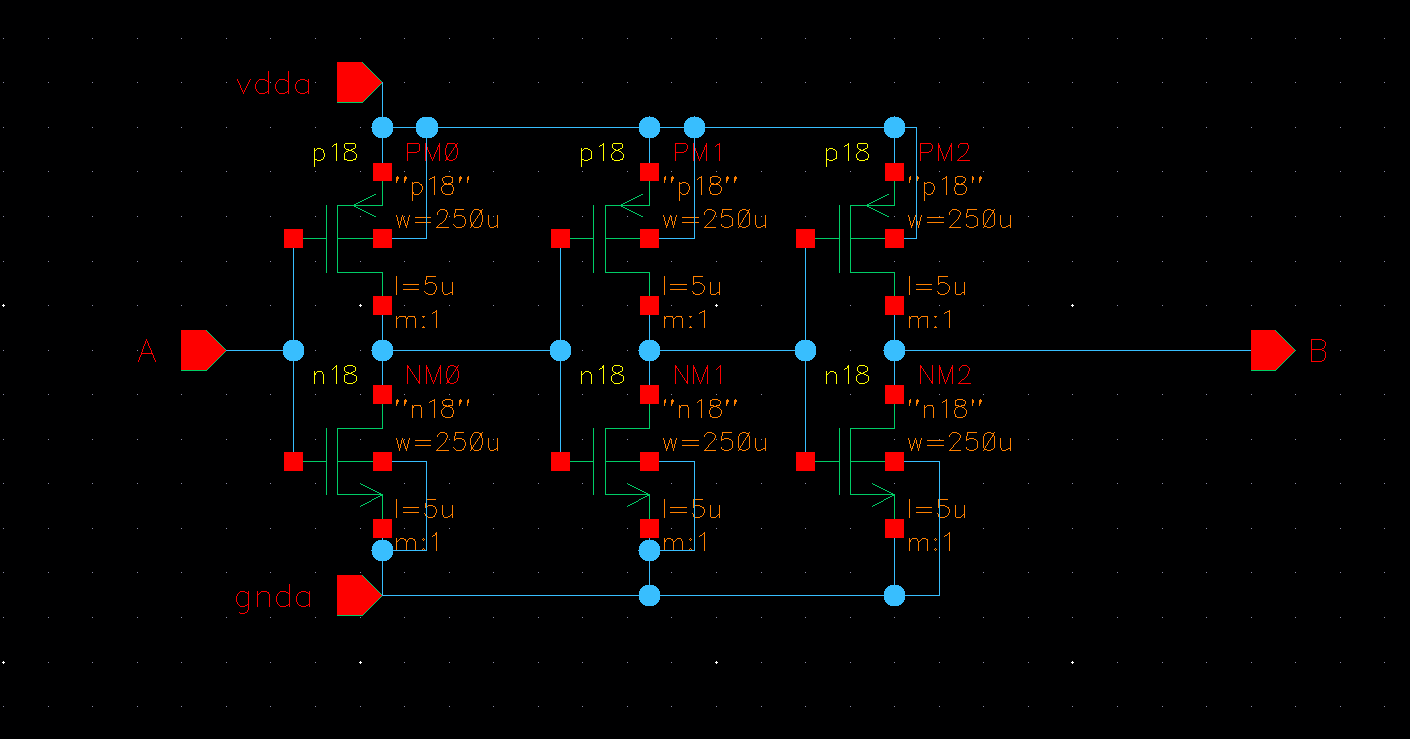 vdda
p18 PM0
"p18"
w=250u
l=5u
m:1
p18 PM1
"p18"
w=250u
l=5u
m:1
p18 PM2
"p18"
w=250u
l=5u
m:1
A
B
n18 NM0
"n18"
w=250u
l=5u
m:1
n18 NM1
"n18"
w=250u
l=5u
m:1
n18 NM2
"n18"
w=250u
l=5u
m:1
gnda